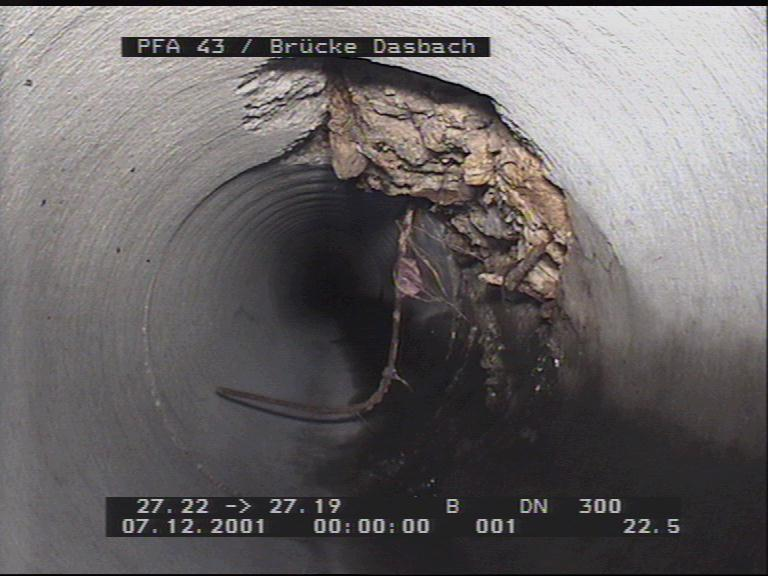 PFA 43 / Brücke Dasbach
27.22 -> 27.19 B DN 300
07.12.2001 00:00:00 001 22.5